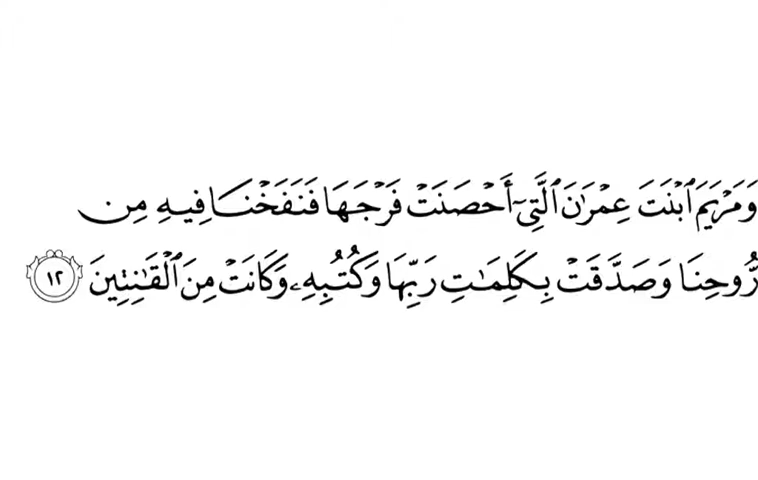 وَمَرْيَمَ ٱبْنَتَ عِمْرَٰنَ ٱلَّتِىٓ أَحْصَنَتْ فَرْجَهَا فَنَفَخْنَا فِيهِ مِن
رُّوحِنَا وَصَدَّقَتْ بِكَلِمَـٰتِ رَبِّهَا وَكُتُبِهِۦ وَكَانَتْ مِنَ ٱلْقَـٰنِتِينَ ١٢